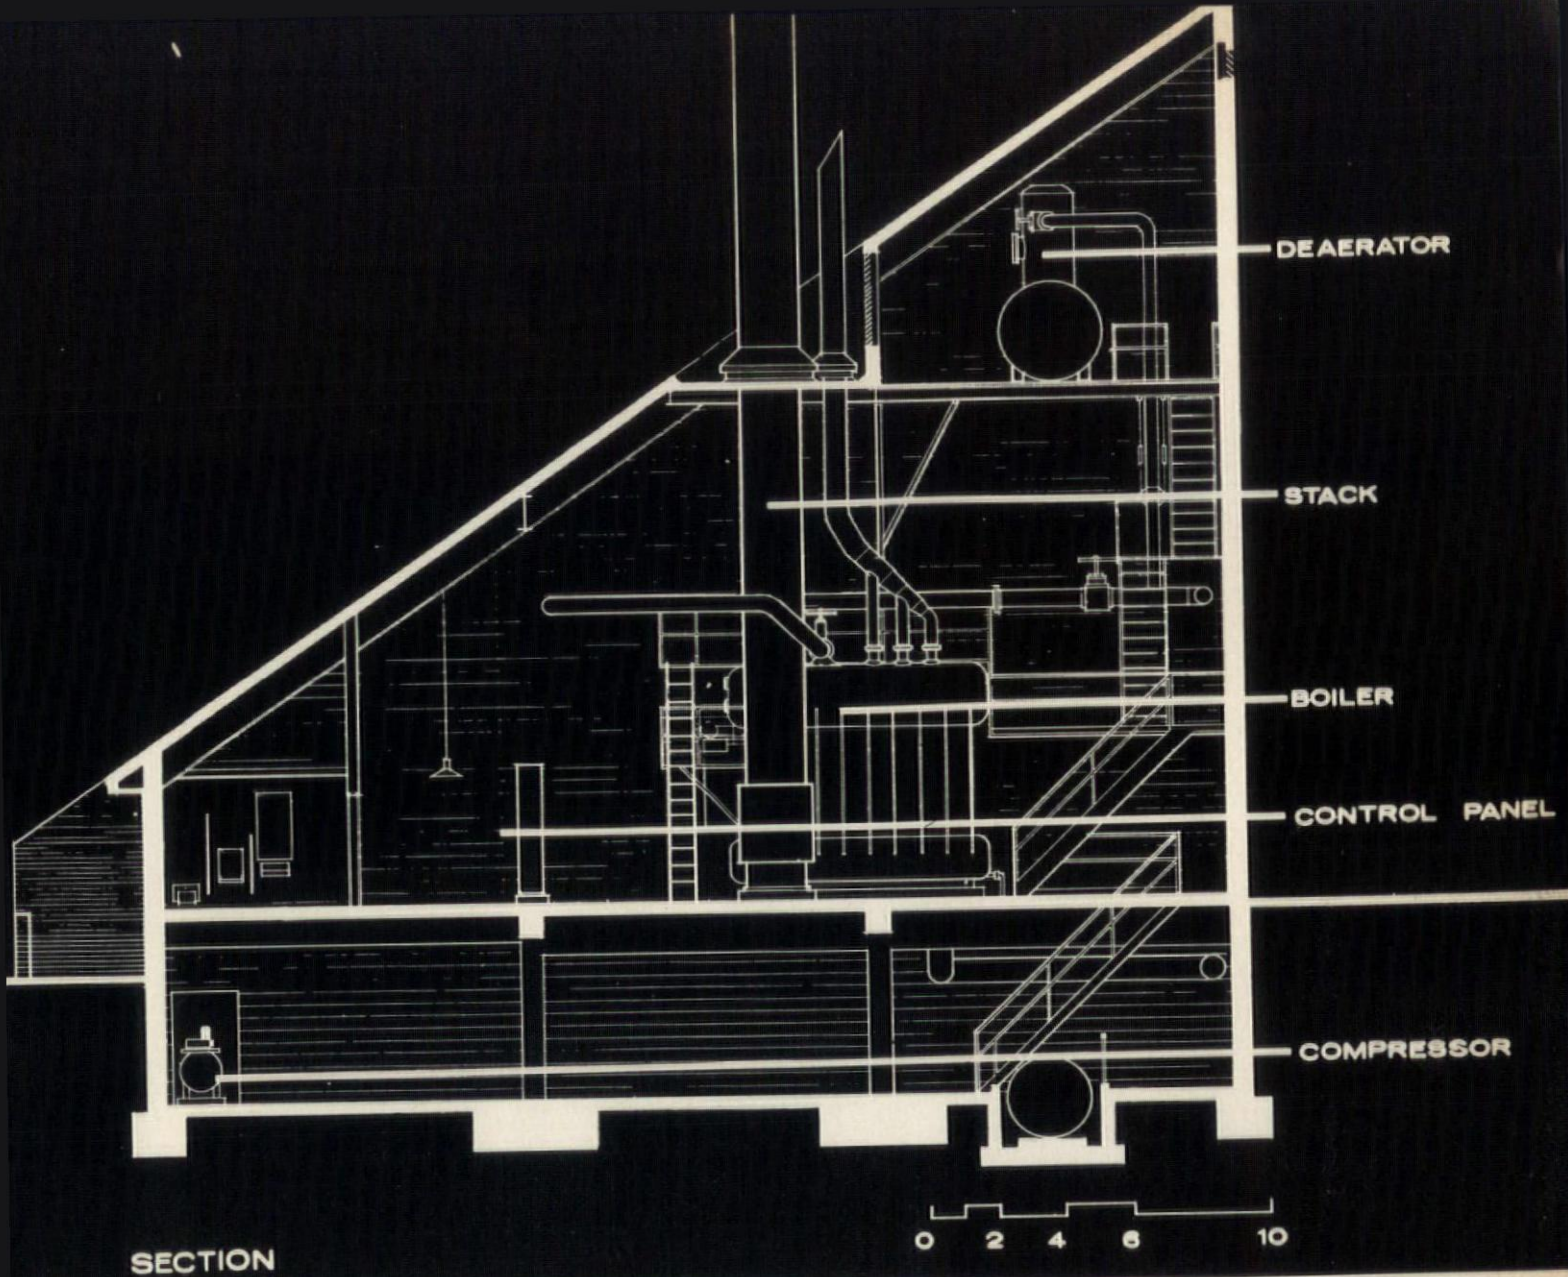 DEAERATOR
STACK
BOILER
CONTROL PANEL
COMPRESSOR
0 2 4 6 10
SECTION